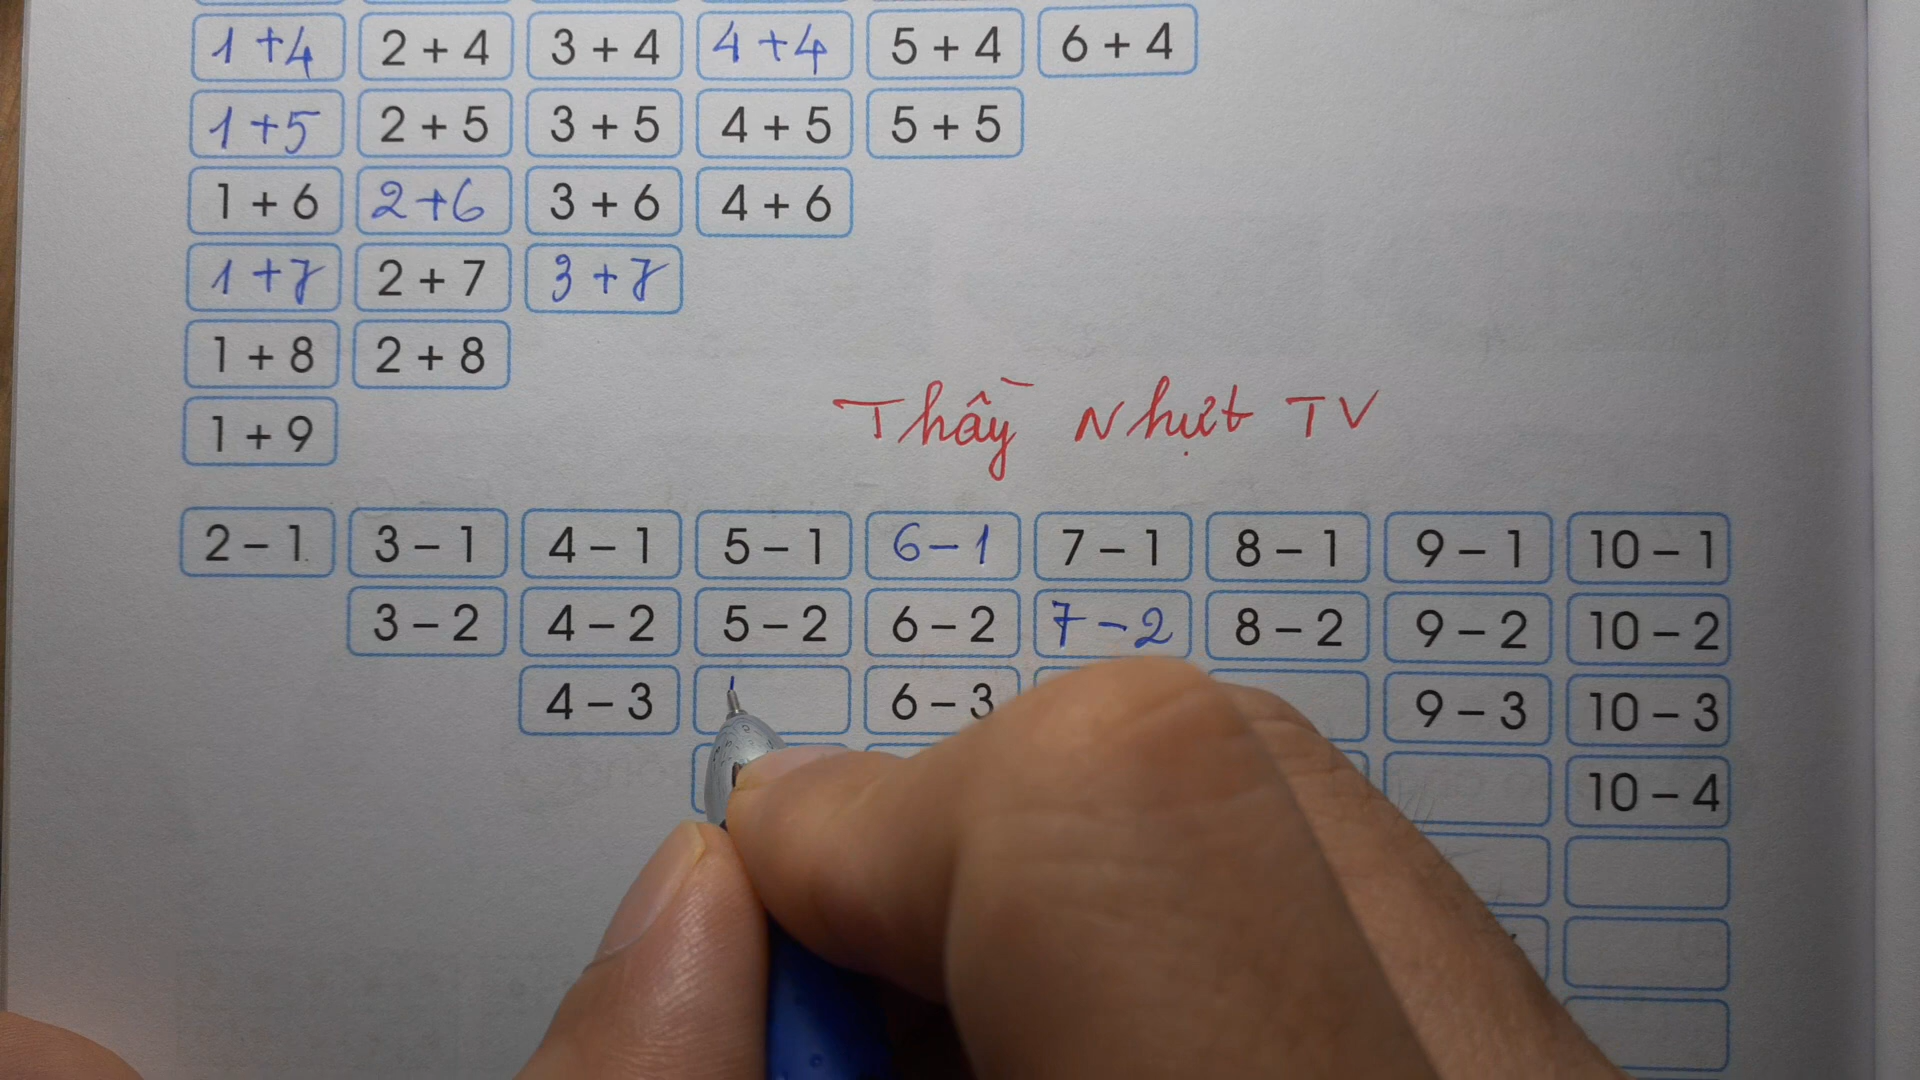 1 + 4 2 + 4 3 + 4 4 + 4 5 + 4 6 + 4
1 + 5 2 + 5 3 + 5 4 + 5 5 + 5
1 + 6 2 + 6 3 + 6 4 + 6
1 + 7 2 + 7 3 + 7
1 + 8 2 + 8
1 + 9
Thầy Nhựt TV
2 – 1 3 – 1 4 – 1 5 – 1 6 – 1 7 – 1 8 – 1 9 – 1 10 – 1
3 – 2 4 – 2 5 – 2 6 – 2 7 – 2 8 – 2 9 – 2 10 – 2
4 – 3 6 – 3 9 – 3 10 – 3
10 – 4